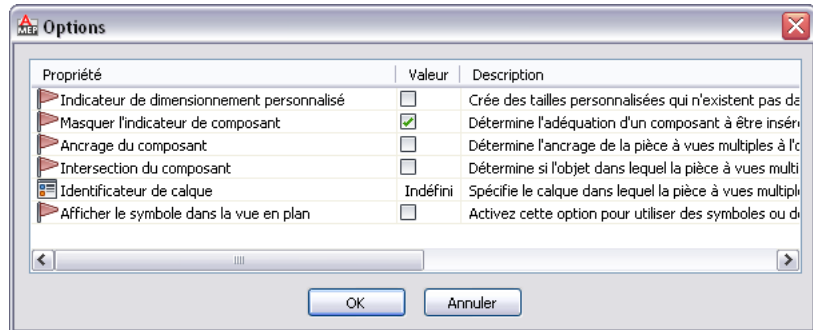 MEP Options
Propriété Valeur Description
Indicateur de dimensionnement personnalisé Crée des tailles personnalisées qui n'existent pas da
Masquer l'indicateur de composant Détermine l'adéquation d'un composant à être insér
Ancrage du composant Détermine l'ancrage de la pièce à vues multiples à l'o
Intersection du composant Détermine si l'objet dans lequel la pièce à vues multi
Identificateur de calque Indéfini Spécifie le calque dans lequel la pièce à vues multipl
Afficher le symbole dans la vue en plan Activez cette option pour utiliser des symboles ou d
OK Annuler